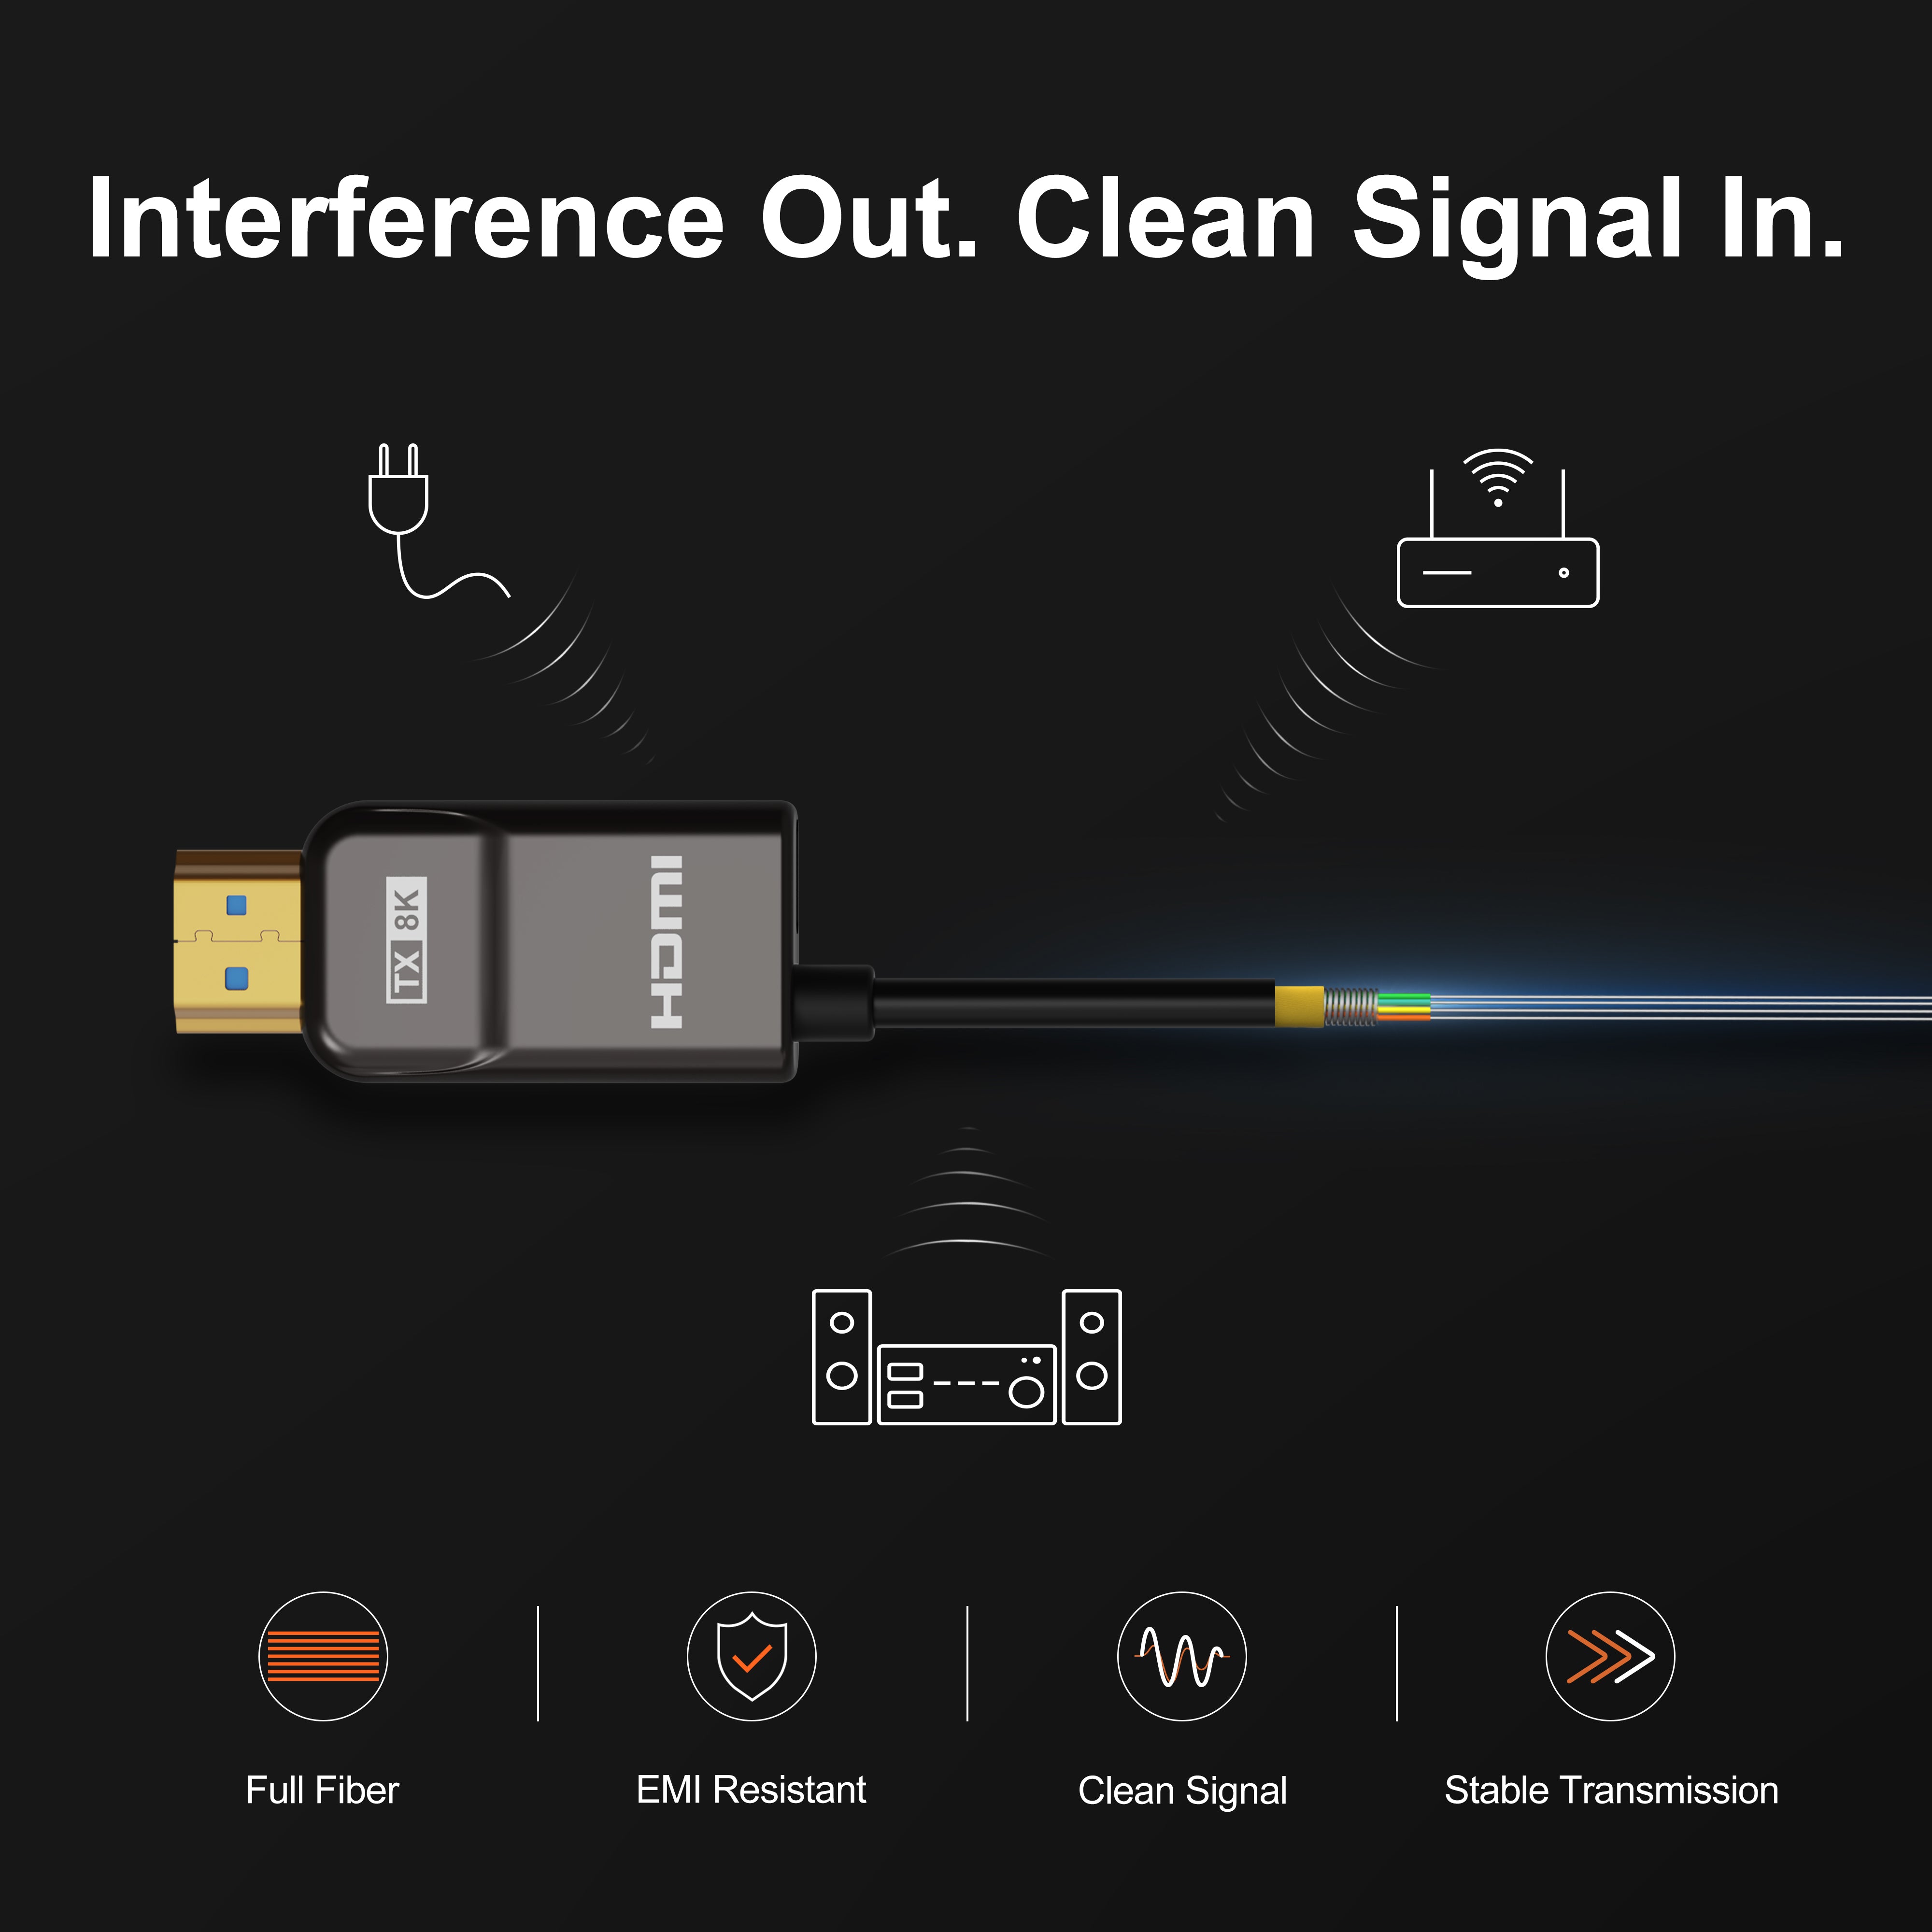 Interference Out. Clean Signal In.
TX 8K
HDMI
Full Fiber
EMI Resistant
Clean Signal
Stable Transmission